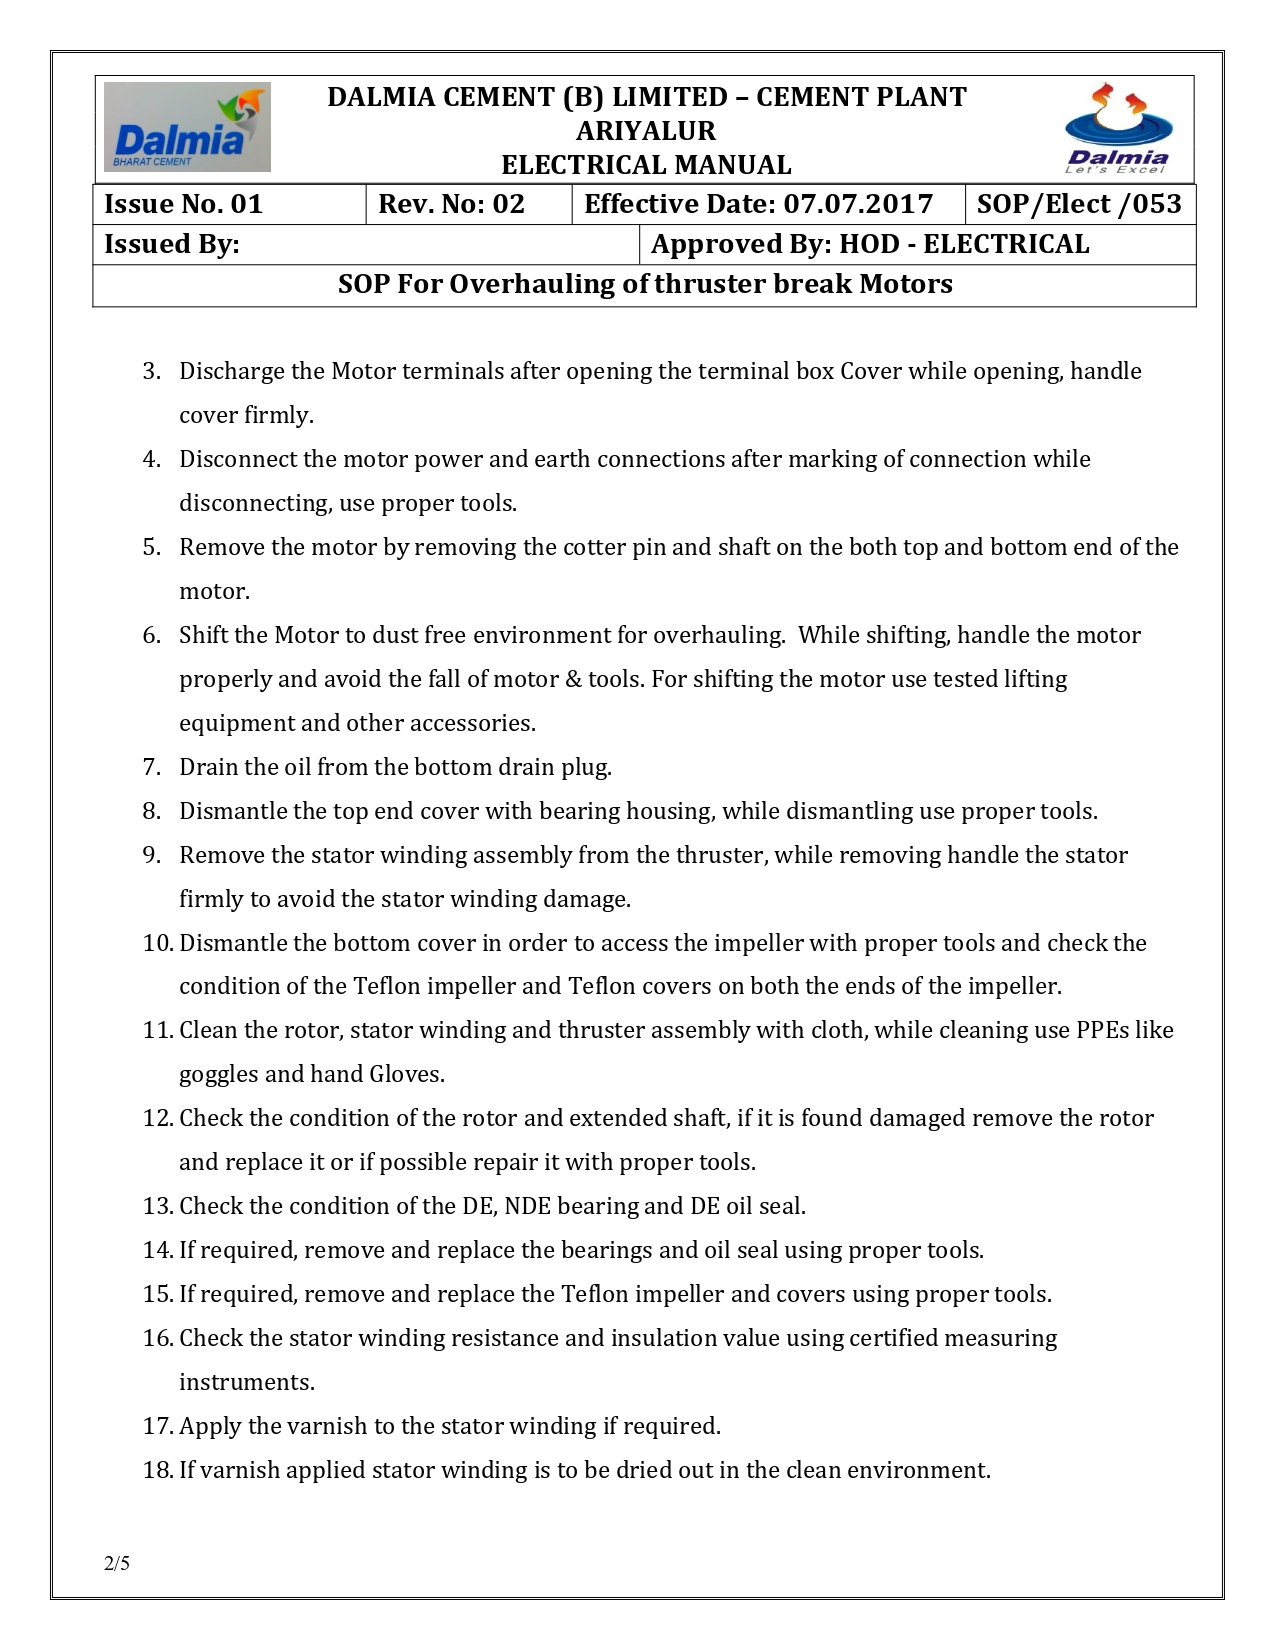 Dalmia
BHARAT CEMENT
DALMIA CEMENT (B) LIMITED – CEMENT PLANT
ARIYALUR
ELECTRICAL MANUAL
Dalmia
Let's Excel
Issue No. 01 Rev. No: 02 Effective Date: 07.07.2017 SOP/Elect /053
Issued By: Approved By: HOD - ELECTRICAL
SOP For Overhauling of thruster break Motors
3. Discharge the Motor terminals after opening the terminal box Cover while opening, handle
cover firmly.
4. Disconnect the motor power and earth connections after marking of connection while
disconnecting, use proper tools.
5. Remove the motor by removing the cotter pin and shaft on the both top and bottom end of the
motor.
6. Shift the Motor to dust free environment for overhauling.  While shifting, handle the motor
properly and avoid the fall of motor & tools. For shifting the motor use tested lifting
equipment and other accessories.
7. Drain the oil from the bottom drain plug.
8. Dismantle the top end cover with bearing housing, while dismantling use proper tools.
9. Remove the stator winding assembly from the thruster, while removing handle the stator
firmly to avoid the stator winding damage.
10. Dismantle the bottom cover in order to access the impeller with proper tools and check the
condition of the Teflon impeller and Teflon covers on both the ends of the impeller.
11. Clean the rotor, stator winding and thruster assembly with cloth, while cleaning use PPEs like
goggles and hand Gloves.
12. Check the condition of the rotor and extended shaft, if it is found damaged remove the rotor
and replace it or if possible repair it with proper tools.
13. Check the condition of the DE, NDE bearing and DE oil seal.
14. If required, remove and replace the bearings and oil seal using proper tools.
15. If required, remove and replace the Teflon impeller and covers using proper tools.
16. Check the stator winding resistance and insulation value using certified measuring
instruments.
17. Apply the varnish to the stator winding if required.
18. If varnish applied stator winding is to be dried out in the clean environment.
2/5